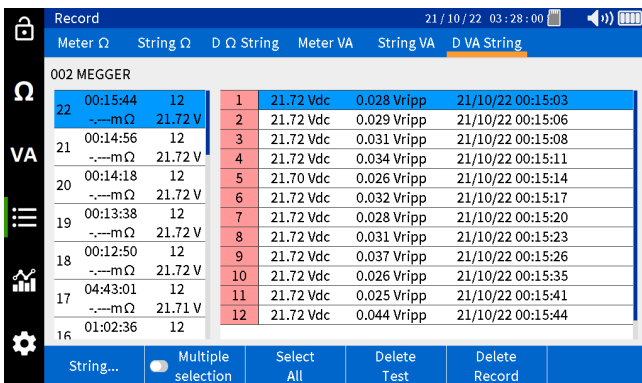 Record 21/10/22 03:28:00
Meter Ω String Ω D Ω String Meter VA String VA D VA String
002 MEGGER
Ω
VA
22 00:15:44 12
-.---mΩ 21.72 V
21 00:14:56 12
-.---mΩ 21.72 V
20 00:14:18 12
-.---mΩ 21.72 V
19 00:13:38 12
-.---mΩ 21.72 V
18 00:12:50 12
-.---mΩ 21.72 V
17 04:43:01 12
-.---mΩ 21.71 V
16 01:02:36 12
1 21.72 Vdc 0.028 Vripp 21/10/22 00:15:03
2 21.72 Vdc 0.029 Vripp 21/10/22 00:15:06
3 21.72 Vdc 0.031 Vripp 21/10/22 00:15:08
4 21.72 Vdc 0.034 Vripp 21/10/22 00:15:11
5 21.70 Vdc 0.026 Vripp 21/10/22 00:15:14
6 21.72 Vdc 0.032 Vripp 21/10/22 00:15:17
7 21.72 Vdc 0.028 Vripp 21/10/22 00:15:20
8 21.72 Vdc 0.031 Vripp 21/10/22 00:15:23
9 21.72 Vdc 0.037 Vripp 21/10/22 00:15:26
10 21.72 Vdc 0.026 Vripp 21/10/22 00:15:35
11 21.72 Vdc 0.025 Vripp 21/10/22 00:15:41
12 21.72 Vdc 0.044 Vripp 21/10/22 00:15:44
String...
Multiple
selection
Select
All
Delete
Test
Delete
Record